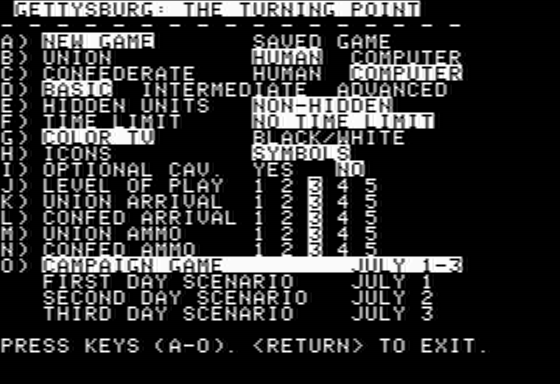 GETTYSBURG: THE TURNING POINT
A) NEW GAME SAVED GAME
B) UNION HUMAN COMPUTER
C) CONFEDERATE HUMAN COMPUTER
D) BASIC INTERMEDIATE ADVANCED
E) HIDDEN UNITS NON-HIDDEN
F) TIME LIMIT NO TIME LIMIT
G) COLOR TV BLACK/WHITE
H) ICONS SYMBOLS
I) OPTIONAL CAV. YES NO
J) LEVEL OF PLAY 1 2 3 4 5
K) UNION ARRIVAL 1 2 3 4 5
L) CONFED ARRIVAL 1 2 3 4 5
M) UNION AMMO 1 2 3 4 5
N) CONFED AMMO 1 2 3 4 5
O) CAMPAIGN GAME JULY 1-3
FIRST DAY SCENARIO JULY 1
SECOND DAY SCENARIO JULY 2
THIRD DAY SCENARIO JULY 3
PRESS KEYS (A-O). <RETURN> TO EXIT.